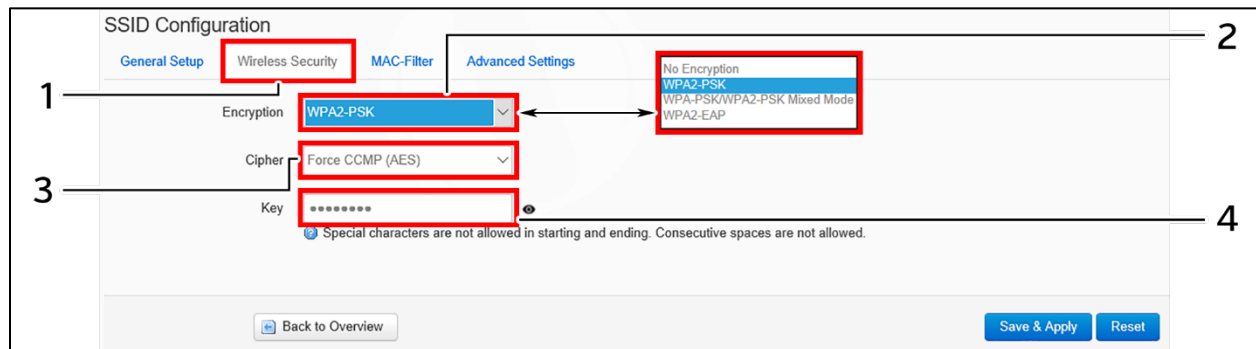 SSID Configuration
2
General Setup Wireless Security MAC-Filter Advanced Settings
No Encryption
WPA2-PSK
WPA-PSK/WPA2-PSK Mixed Mode
WPA2-EAP
1
Encryption WPA2-PSK
Cipher Force CCMP (AES)
3
Key ••••••••
4
Special characters are not allowed in starting and ending. Consecutive spaces are not allowed.
Back to Overview Save & Apply Reset